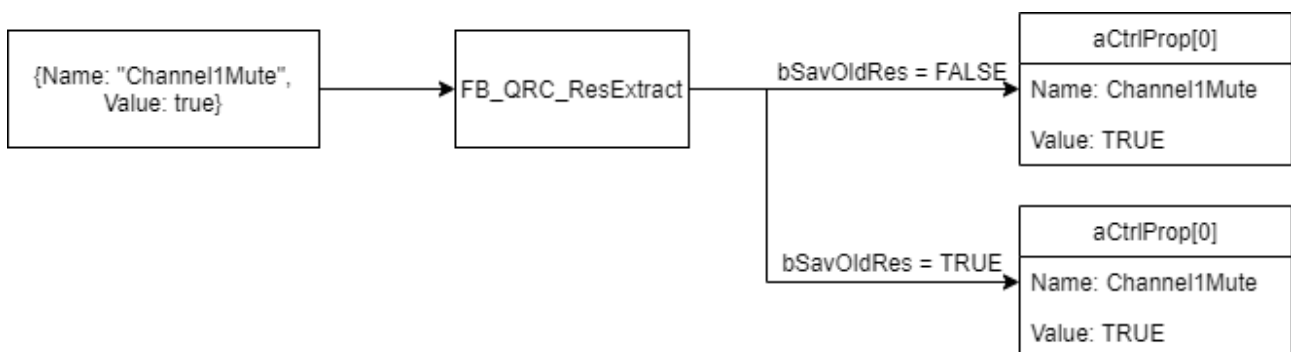 aCtrlProp[0]
{Name: "Channel1Mute",
Value: true}
FB_QRC_ResExtract
bSavOldRes = FALSE
Name: Channel1Mute
Value: TRUE
aCtrlProp[0]
bSavOldRes = TRUE
Name: Channel1Mute
Value: TRUE